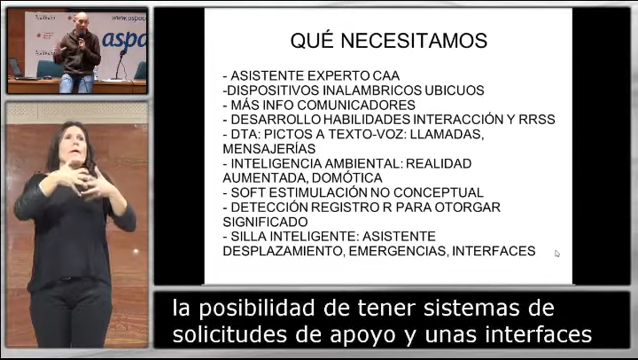 aspa
QUÉ NECESITAMOS
- ASISTENTE EXPERTO CAA
-DISPOSITIVOS INALAMBRICOS UBICUOS
- MÁS INFO COMUNICADORES
- DESARROLLO HABILIDADES INTERACCIÓN Y RRSS
- DTA: PICTOS A TEXTO-VOZ: LLAMADAS,
MENSAJERÍAS
- INTELIGENCIA AMBIENTAL: REALIDAD
AUMENTADA, DOMÓTICA
- SOFT ESTIMULACIÓN NO CONCEPTUAL
- DETECCIÓN REGISTRO R PARA OTORGAR
SIGNIFICADO
- SILLA INTELIGENTE: ASISTENTE
DESPLAZAMIENTO, EMERGENCIAS, INTERFACES
la posibilidad de tener sistemas de
solicitudes de apoyo y unas interfaces